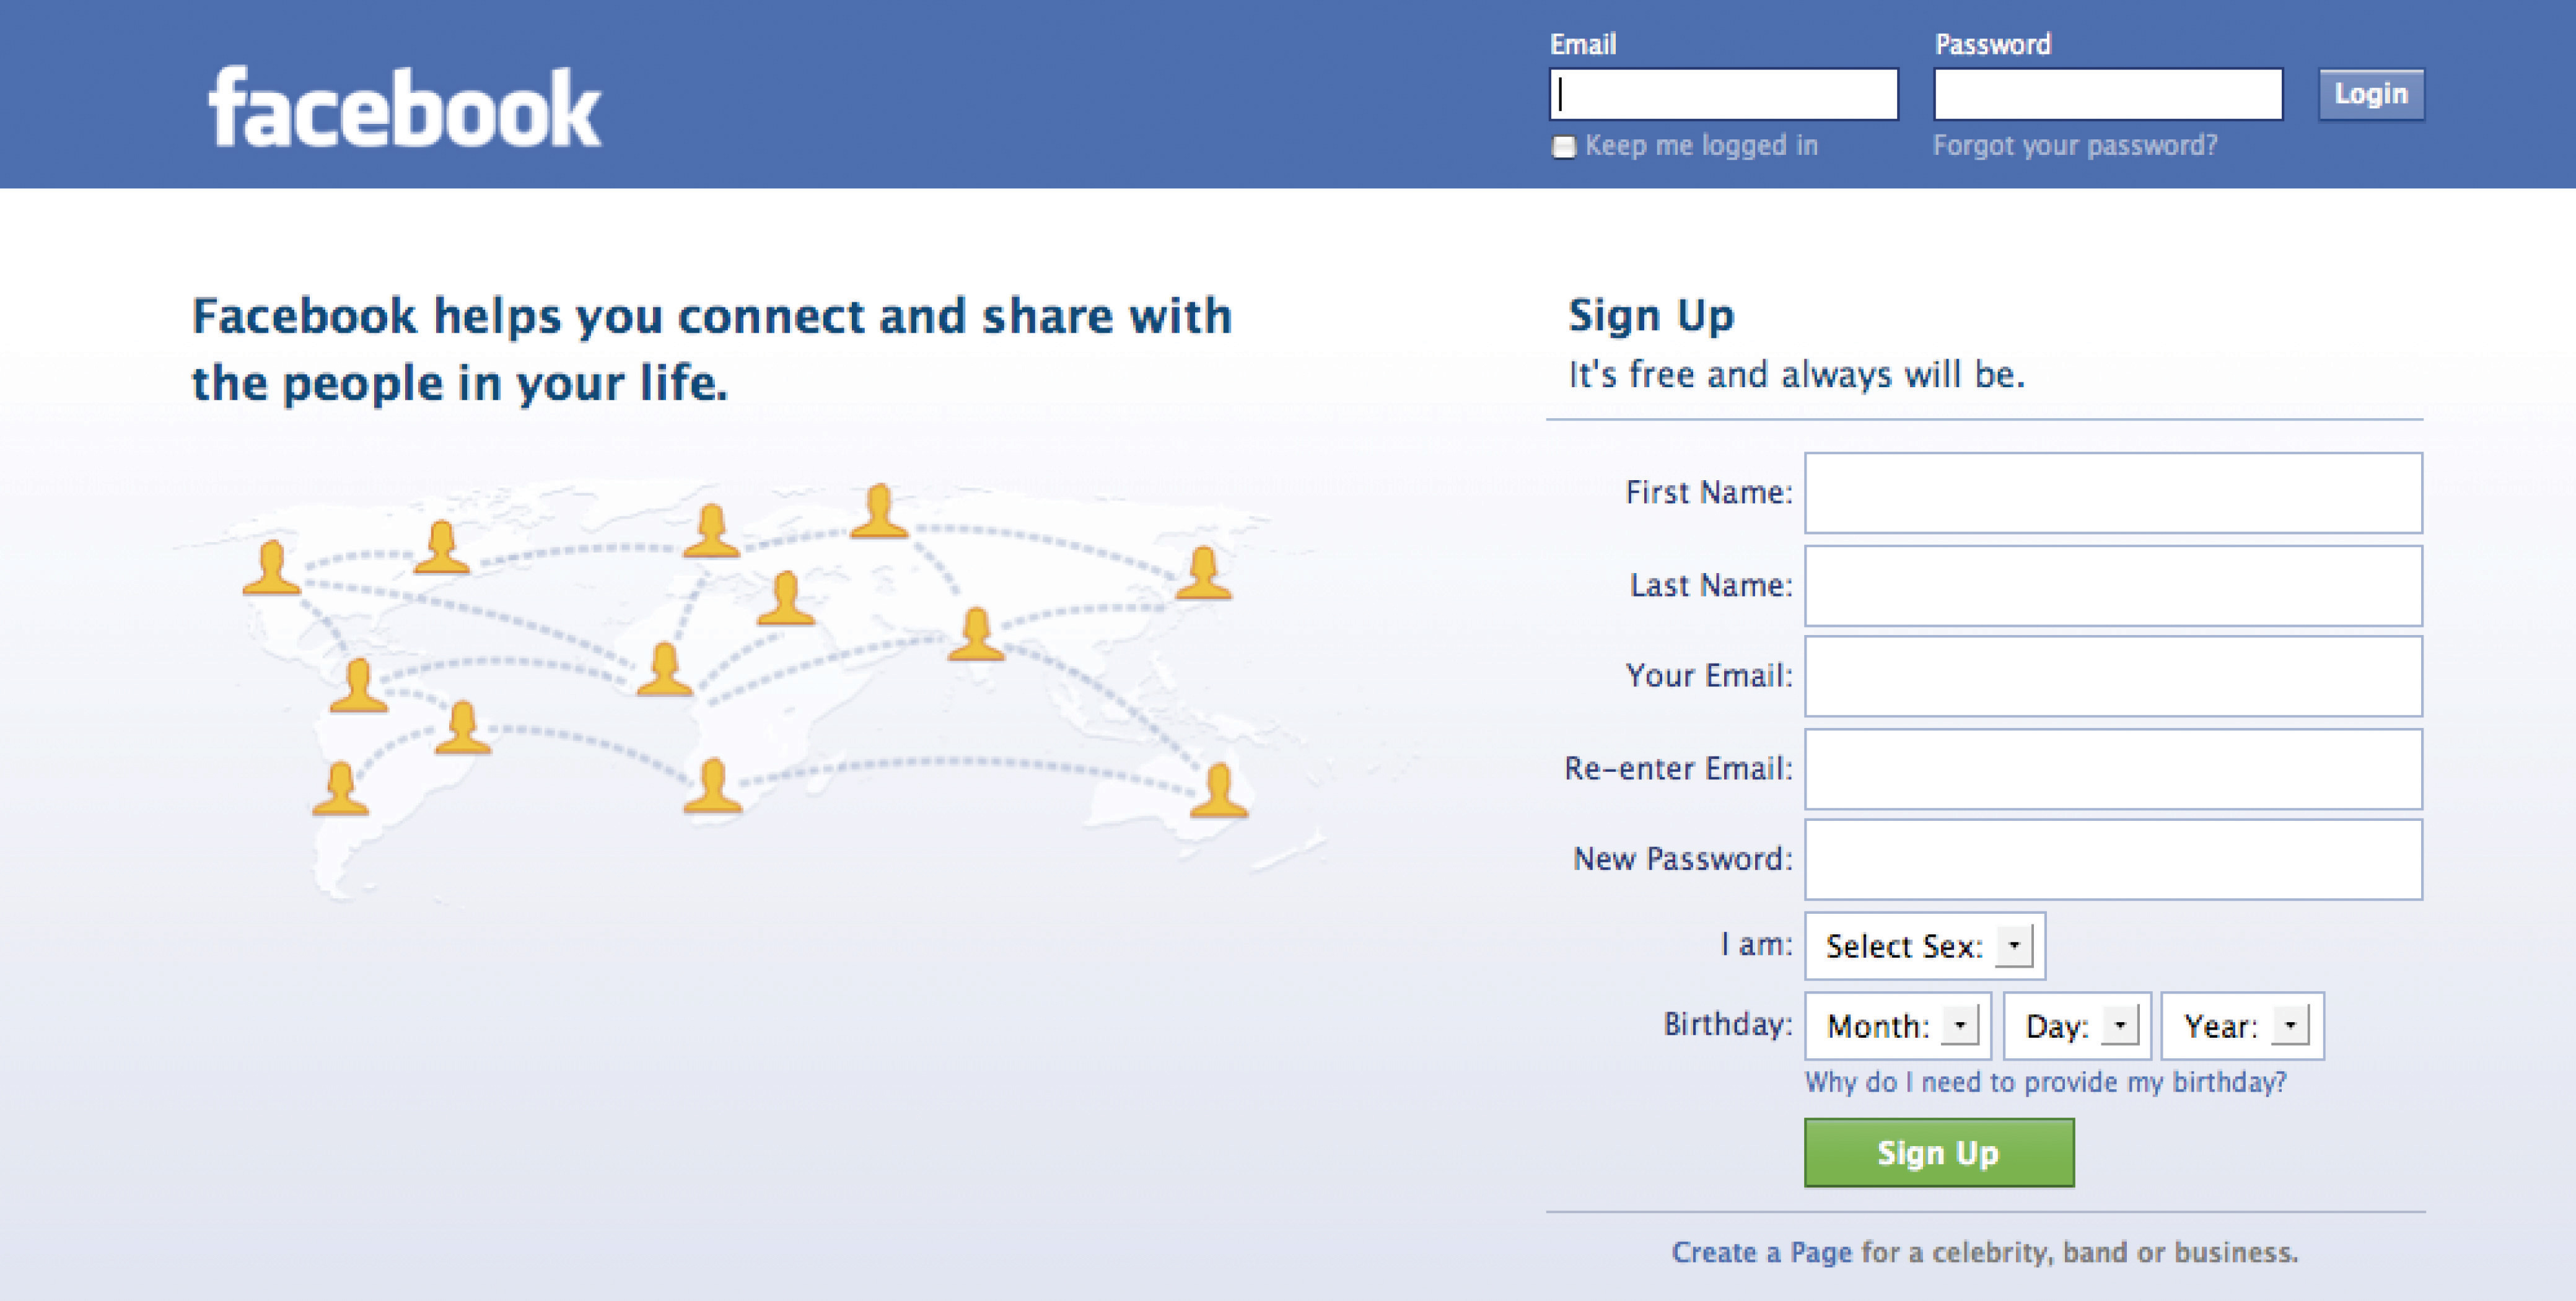 facebook
Email
Password
Login
Keep me logged in
Forgot your password?
Facebook helps you connect and share with
the people in your life.
Sign Up
It's free and always will be.
First Name:
Last Name:
Your Email:
Re-enter Email:
New Password:
I am: Select Sex:
Birthday: Month: Day: Year:
Why do I need to provide my birthday?
Sign Up
Create a Page for a celebrity, band or business.